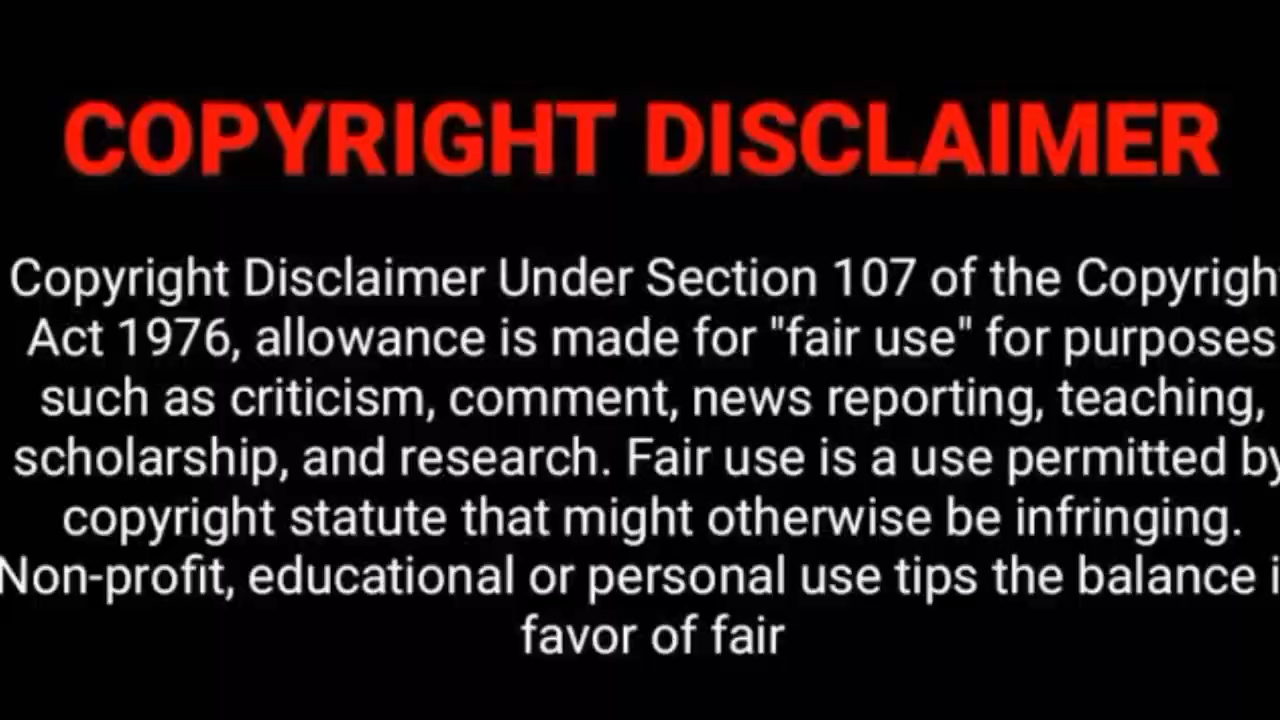 COPYRIGHT DISCLAIMER
Copyright Disclaimer Under Section 107 of the Copyrigh
Act 1976, allowance is made for "fair use" for purposes
such as criticism, comment, news reporting, teaching,
scholarship, and research. Fair use is a use permitted by
copyright statute that might otherwise be infringing.
Non-profit, educational or personal use tips the balance i
favor of fair